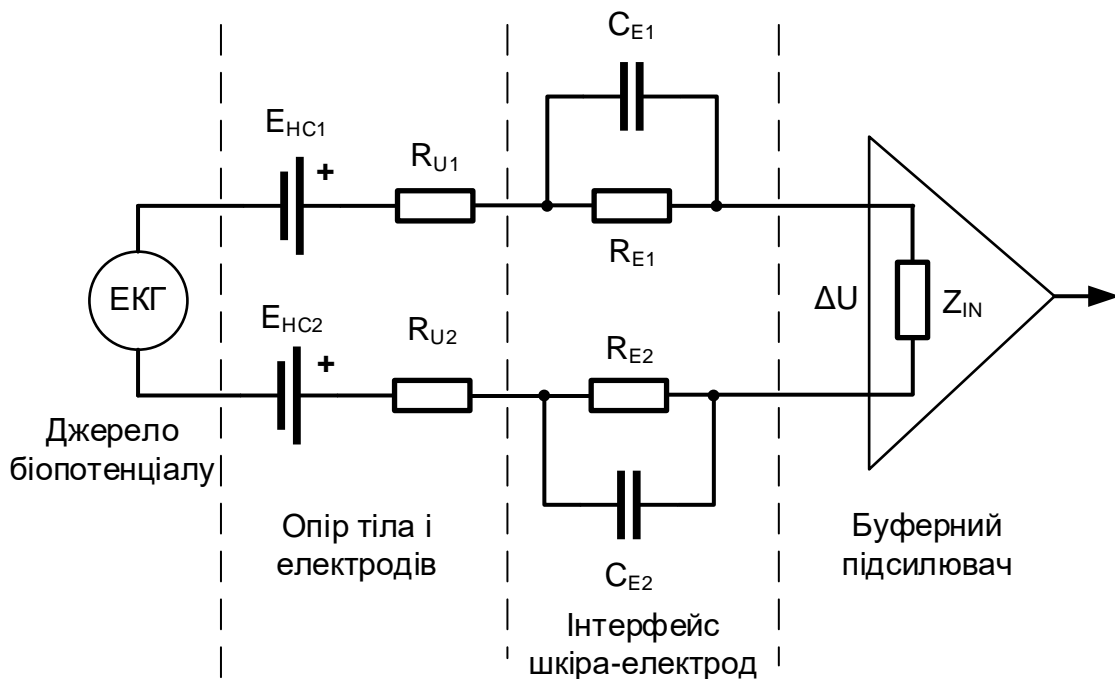 C_E1
E_HC1
+
R_U1
R_E1
ЕКГ
E_HC2
+
R_U2
R_E2
ΔU
Z_IN
Джерело
біопотенціалу
Опір тіла і
електродів
C_E2
Інтерфейс
шкіра-електрод
Буферний
підсилювач